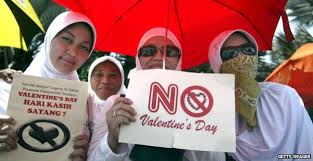 VALENTINE'S DAY
HARI KASIH
SAYANG ?
NO
Valentine's Day
GETTY IMAGES